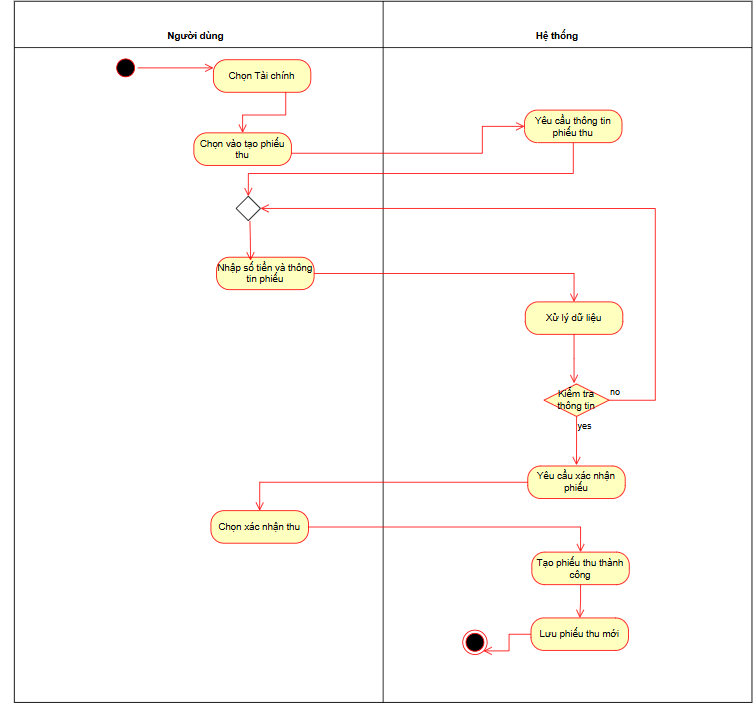 Người dùng
Hệ thống
Chọn Tài chính
Yêu cầu thông tin
phiếu thu
Chọn vào tạo phiếu
thu
Nhập số tiền và thông
tin phiếu
Xử lý dữ liệu
Kiểm tra
thông tin
no
yes
Yêu cầu xác nhận
phiếu
Chọn xác nhận thu
Tạo phiếu thu thành
công
Lưu phiếu thu mới